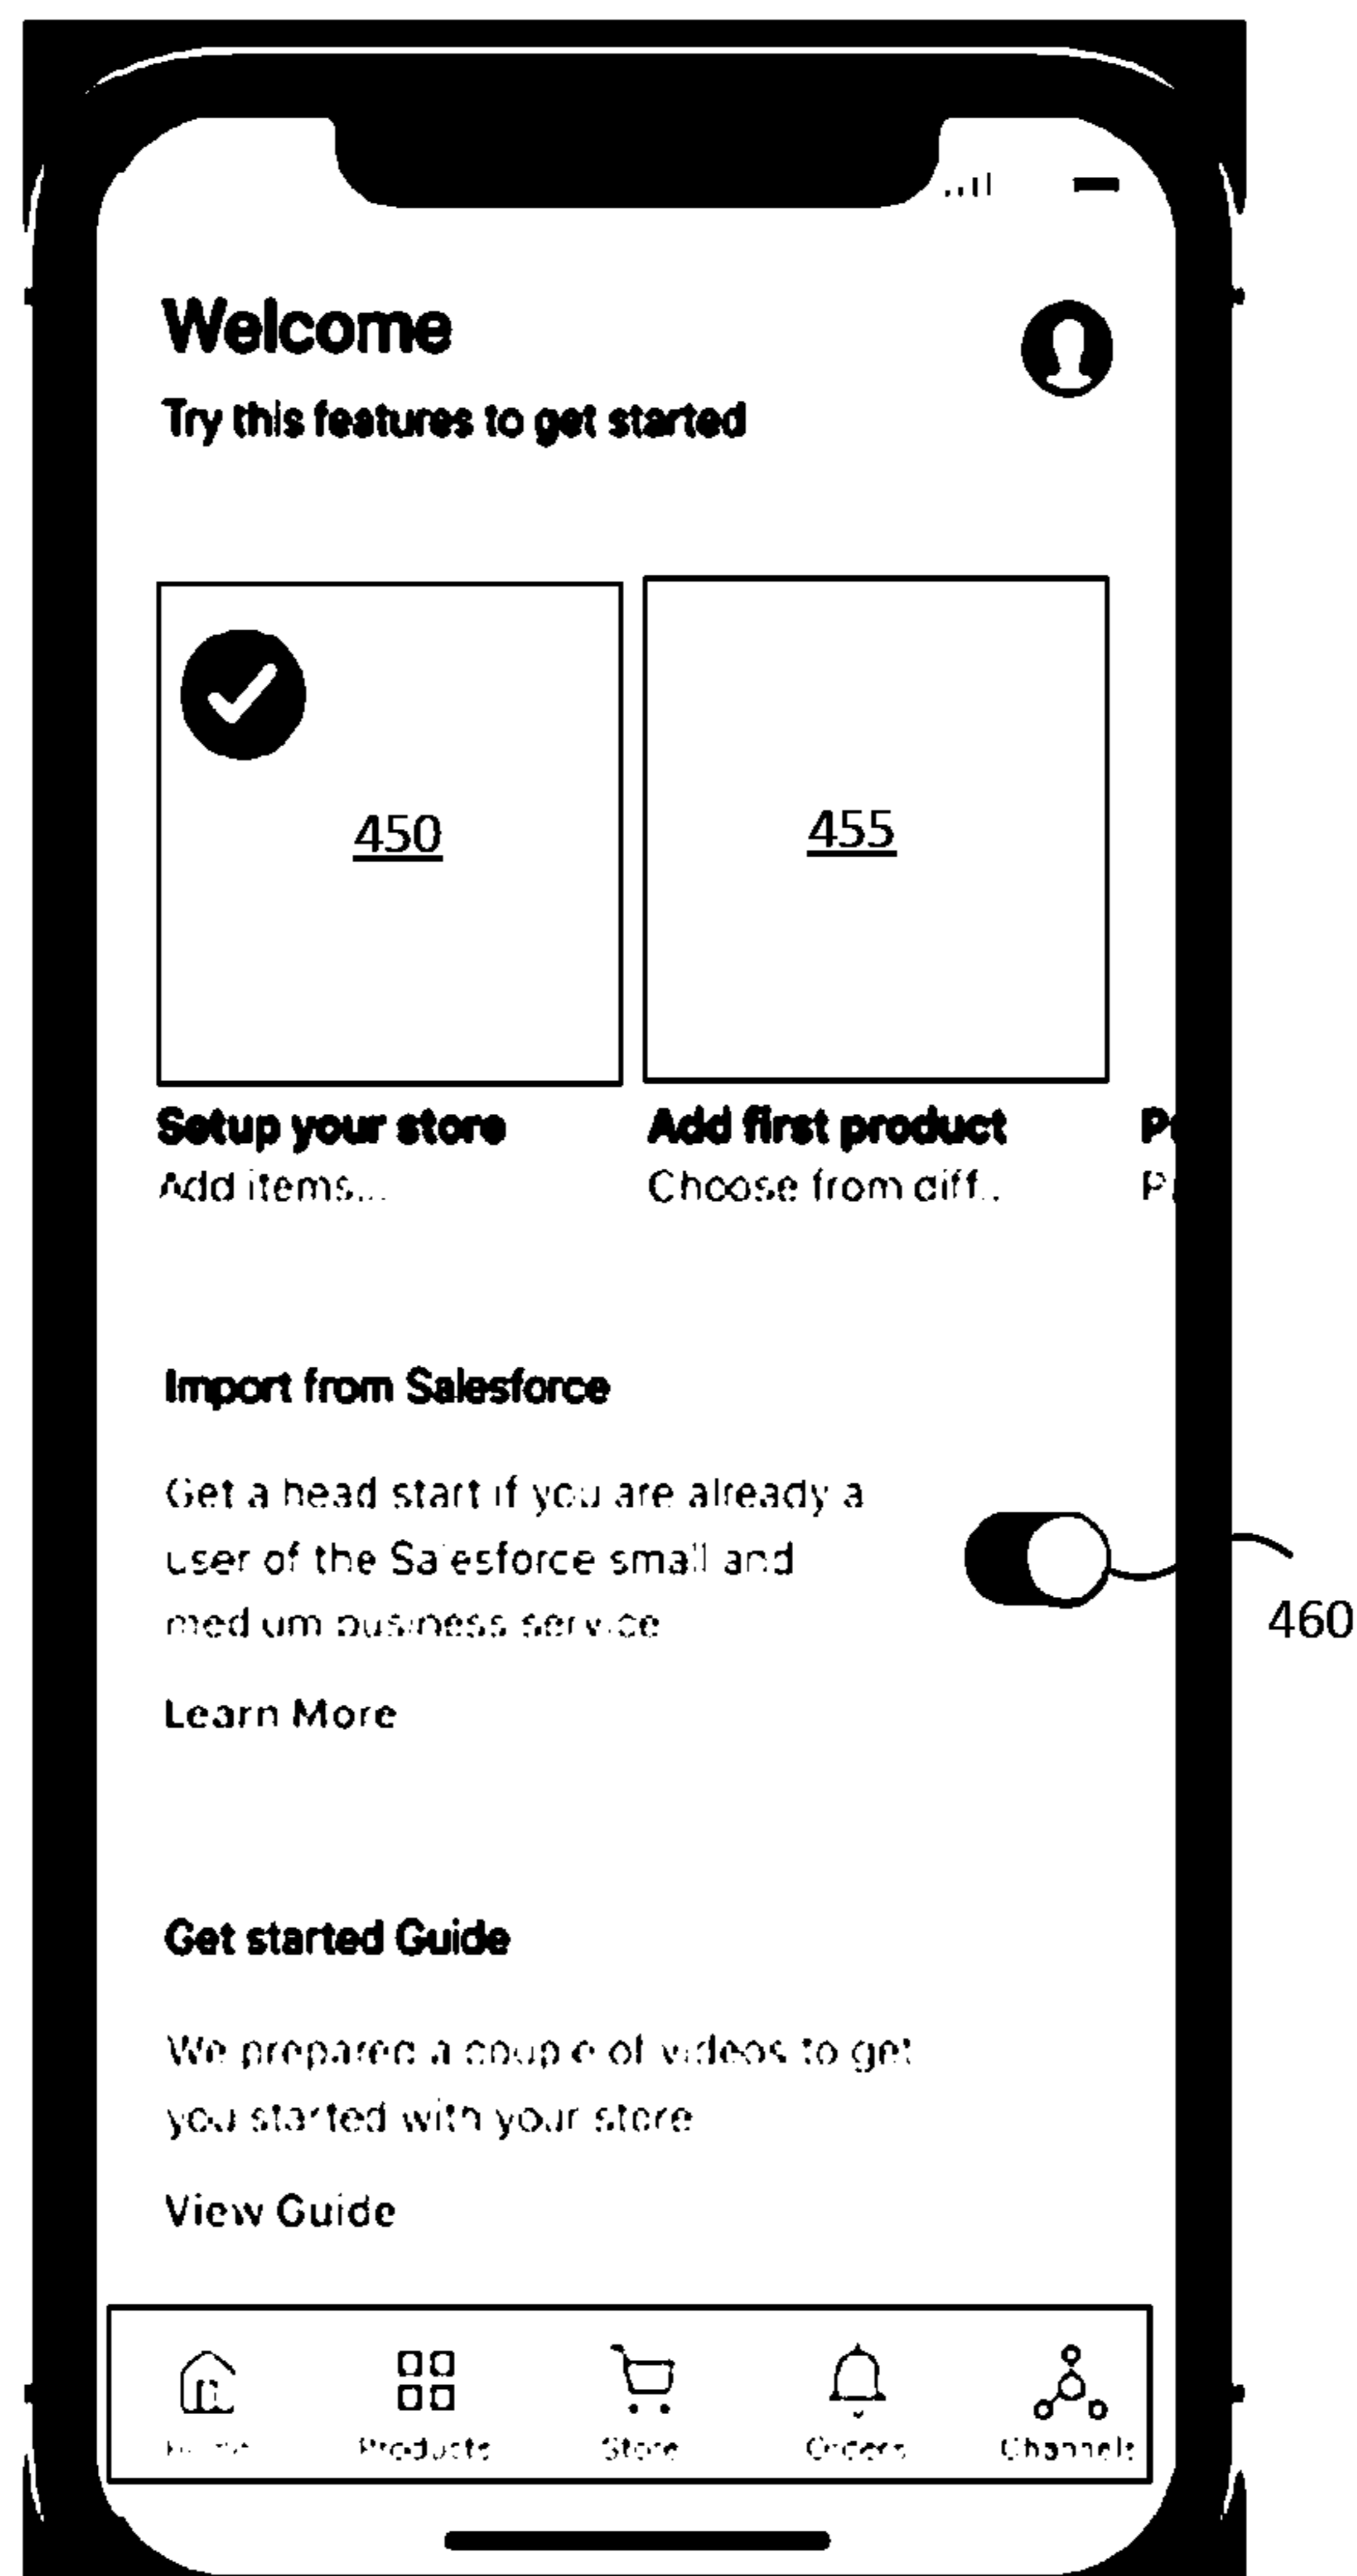 Welcome
Try this features to get started
450
455
Setup your store
Add first product
P
Add items...
Choose from diff..
P
Import from Salesforce
Get a head start if you are already a
user of the Salesforce small and
medium business service
460
Learn More
Get started Guide
We prepared a couple of videos to get
you started with your store
View Guide
Home Products Store Orders Channels